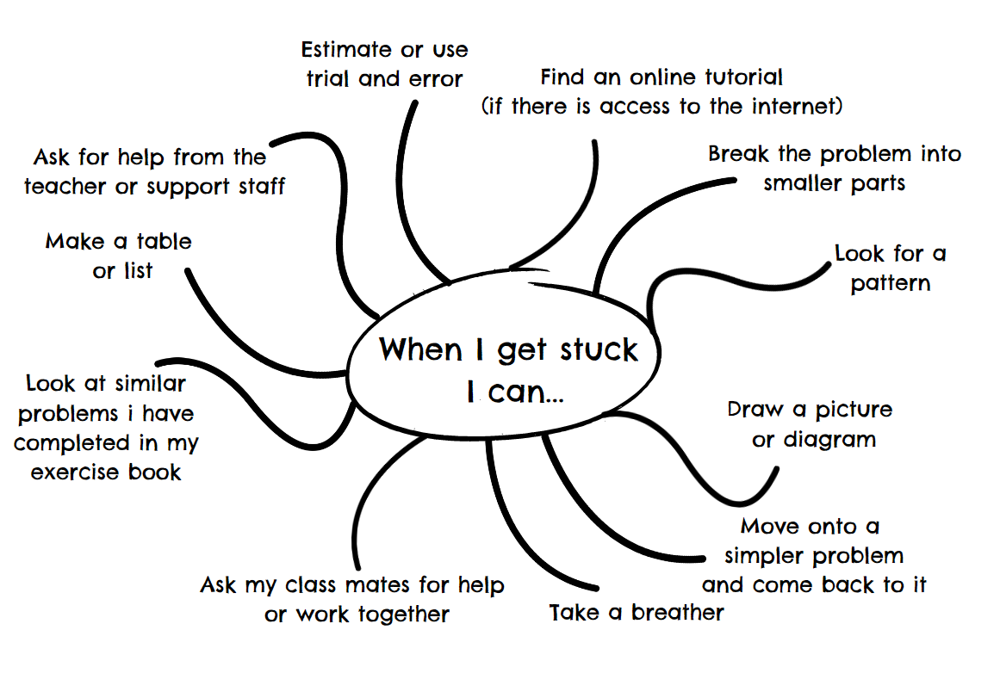 Estimate or use
trial and error
Find an online tutorial
(if there is access to the internet)
Break the problem into
smaller parts
Look for a
pattern
Draw a picture
or diagram
Move onto a
simpler problem
and come back to it
Take a breather
Ask my class mates for help
or work together
Look at similar
problems i have
completed in my
exercise book
Make a table
or list
Ask for help from the
teacher or support staff
When I get stuck
I can...